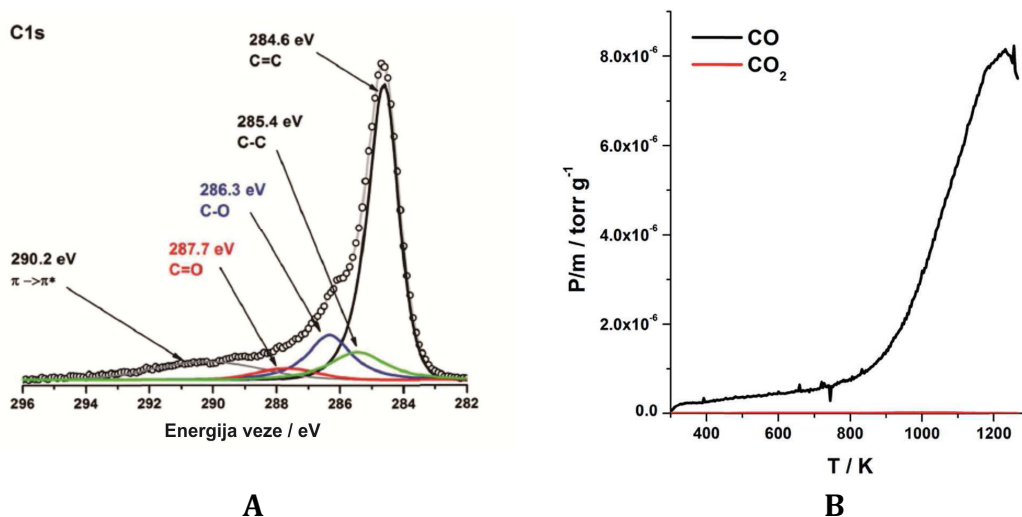 C1s
284.6 eV
C=C
285.4 eV
C-C
286.3 eV
C-O
287.7 eV
C=O
290.2 eV
π ->π*
296 294 292 290 288 286 284 282
Energija veze / eV
A
CO
CO₂
8.0x10⁻⁶
6.0x10⁻⁶
4.0x10⁻⁶
2.0x10⁻⁶
0.0
P/m / torr g⁻¹
400 600 800 1000 1200
T / K
B